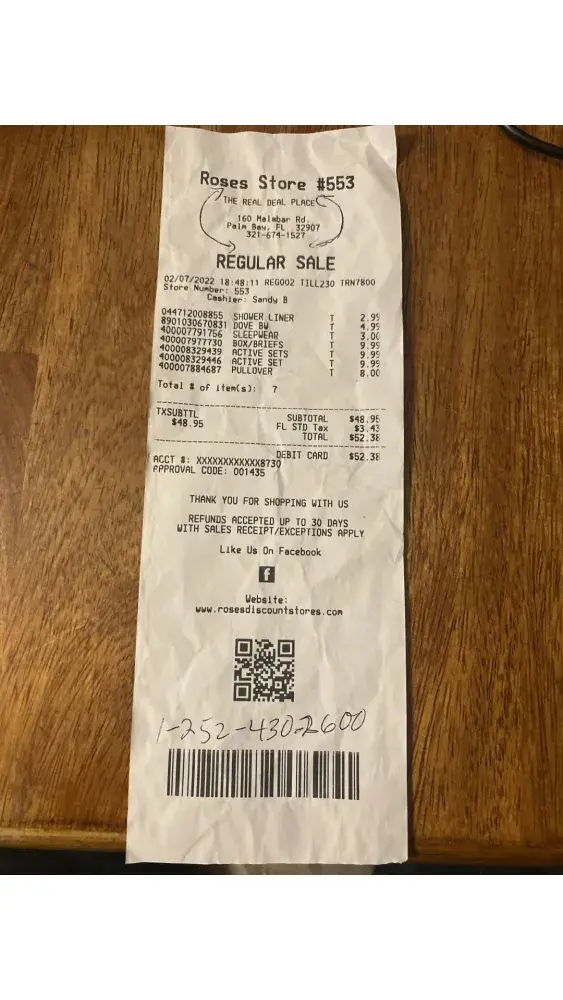 Roses Store #553
THE REAL DEAL PLACE
160 Malabar Rd.
Palm Bay, FL 32907
321-674-1527
REGULAR SALE
02/07/2022 18:48:11 REG002 TILL230 TRN7800
Store Number: 553
Cashier: Sandy B
044712008855 SHOWER LINER T 2.99
8901030670831 DOVE BW T 4.99
400007791756 SLEEPWEAR T 3.00
400007977730 BOX/BRIEFS T 9.99
400008329439 ACTIVE SETS T 9.99
400008329446 ACTIVE SET T 9.99
400007884687 PULLOVER T 8.00
Total # of item(s): 7
TXSUBTTL SUBTOTAL $48.95
$48.95 FL STD Tax $3.43
TOTAL $52.38
DEBIT CARD $52.38
ACCT #: XXXXXXXXXXXX8730
APPROVAL CODE: 001435
THANK YOU FOR SHOPPING WITH US
REFUNDS ACCEPTED UP TO 30 DAYS
WITH SALES RECEIPT/EXCEPTIONS APPLY
Like Us On Facebook
f
Website:
www.rosesdiscountstores.com
1-252-430-2600